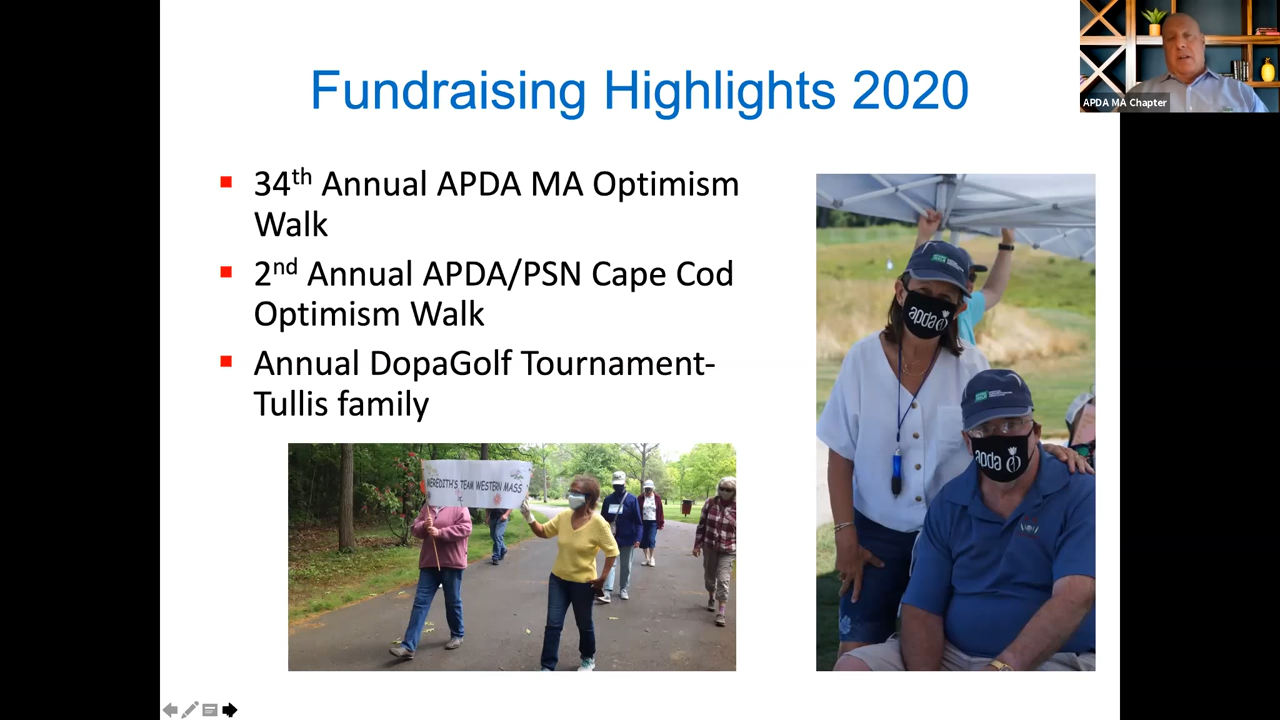 Fundraising Highlights 2020
APDA MA Chapter
34th Annual APDA MA Optimism
Walk
2nd Annual APDA/PSN Cape Cod
Optimism Walk
Annual DopaGolf Tournament-
Tullis family
MEREDITH'S TEAM WESTERN MASS
apda
apda